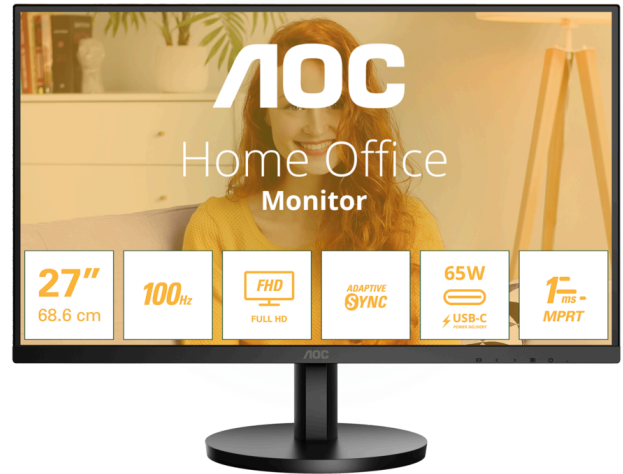 AOC
Home Office
Monitor
27"
68.6 cm
100Hz
FHD
FULL HD
ADAPTIVE
SYNC
65W
USB-C
POWER DELIVERY
1ms
MPRT
AOC